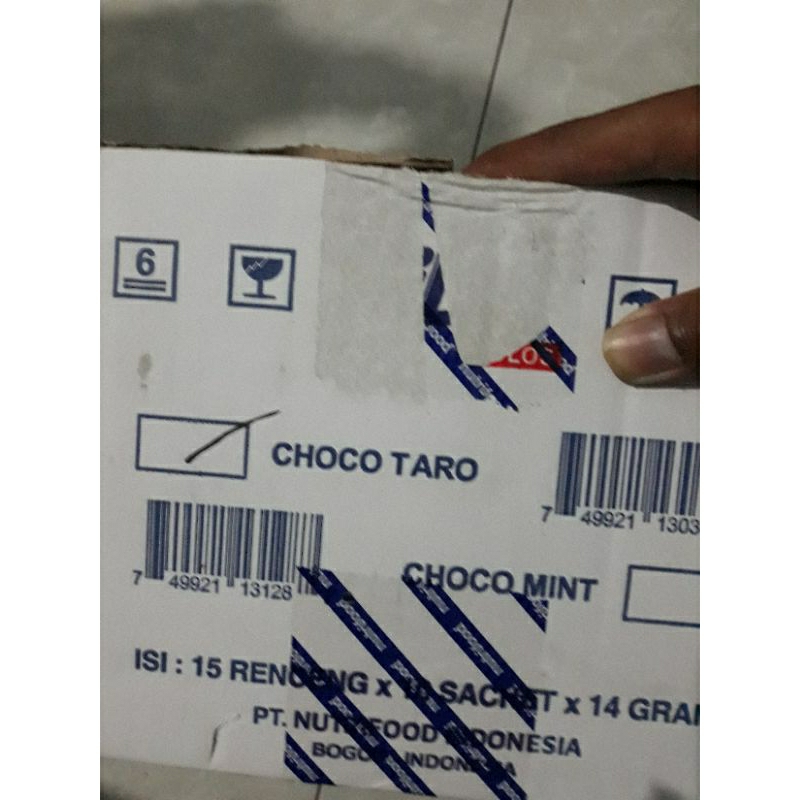 6
CHOCO TARO
7 49921 1303
7 49921 13128
CHOCO MINT
ISI : 15 RENCENG x 10 SACHET x 14 GRA
PT. NUTRIFOOD INDONESIA
BOGOR INDONESIA